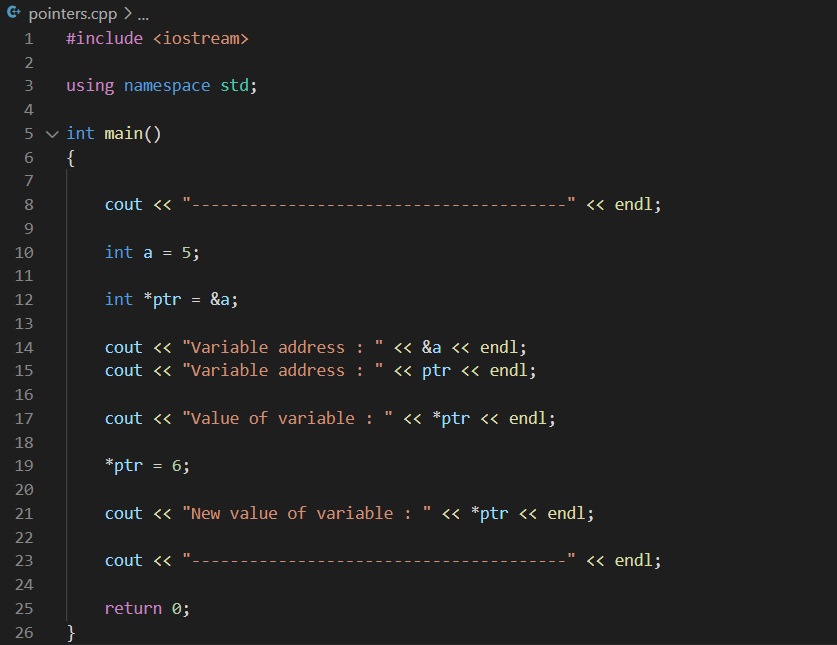 pointers.cpp > ...
1 #include <iostream>
2
3 using namespace std;
4
5 int main()
6 {
7
8 cout << "---------------------------------------" << endl;
9
10 int a = 5;
11
12 int *ptr = &a;
13
14 cout << "Variable address : " << &a << endl;
15 cout << "Variable address : " << ptr << endl;
16
17 cout << "Value of variable : " << *ptr << endl;
18
19 *ptr = 6;
20
21 cout << "New value of variable : " << *ptr << endl;
22
23 cout << "---------------------------------------" << endl;
24
25 return 0;
26 }